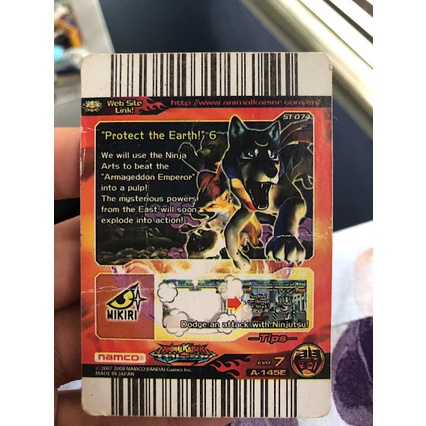 Web Site
Link!
http://www.animalkaiser.com/en/
ST-074
"Protect the Earth!" 6
We will use the Ninja
Arts to beat the
"Armageddon Emperor"
into a pulp!
The mysterious powers
from the East will soon
explode into action!
MIKIRI
Dodge an attack with Ninjutsu!
—Tips—
namco
ANIMAL KAISER
EVO 7
A-145E
© 2007 2008 NAMCO BANDAI Games Inc.
MADE IN JAPAN